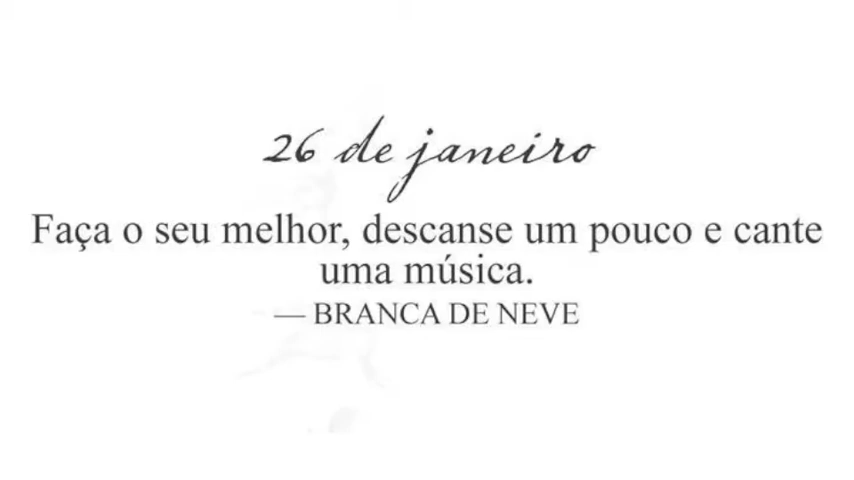 26 de janeiro
Faça o seu melhor, descanse um pouco e cante
uma música.
— BRANCA DE NEVE